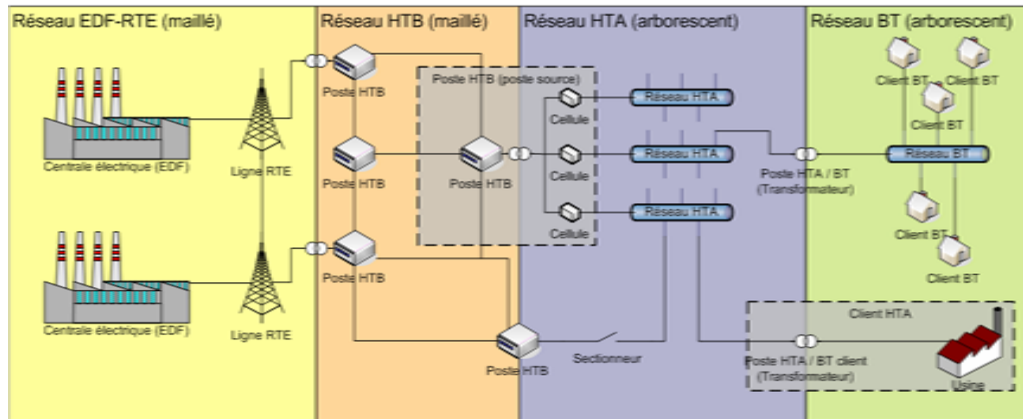 Réseau EDF-RTE (maillé)
Réseau HTB (maillé)
Réseau HTA (arborescent)
Réseau BT (arborescent)
Centrale électrique (EDF)
Ligne RTE
Centrale électrique (EDF)
Ligne RTE
Poste HTB
Poste HTB
Poste HTB
Poste HTB (poste source)
Poste HTB
Cellule
Cellule
Cellule
Réseau HTA
Réseau HTA
Réseau HTA
Poste HTB
Sectionneur
Poste HTA / BT
(Transformateur)
Client BT
Client BT
Client BT
Réseau BT
Client BT
Client BT
Client HTA
Poste HTA / BT client
(Transformateur)
Usine